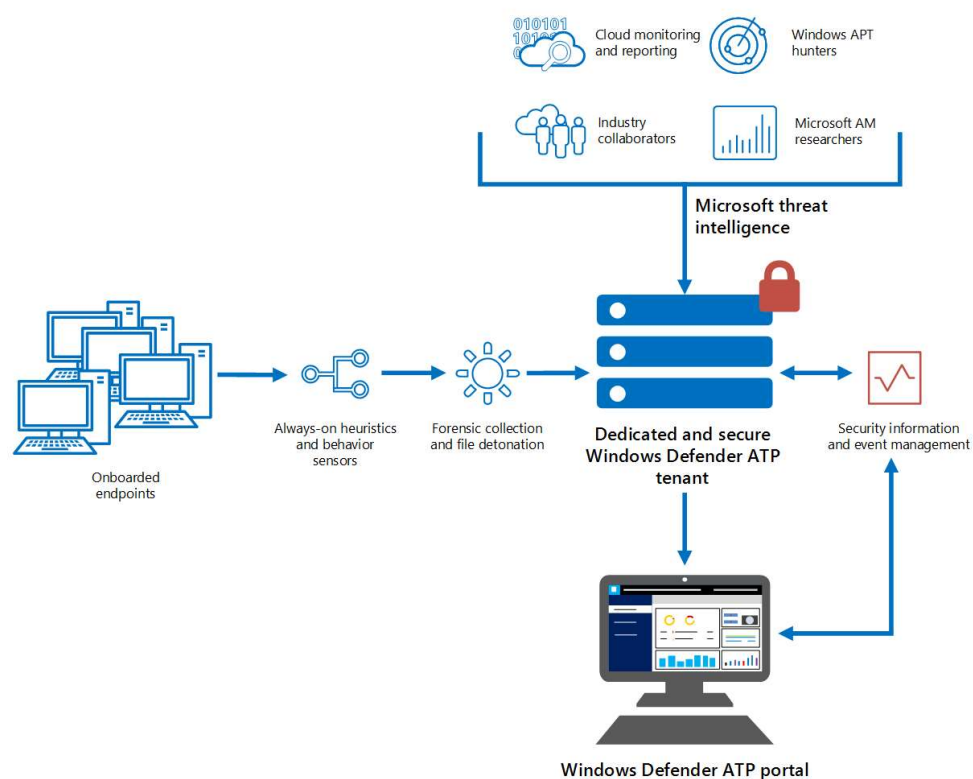 010101
Cloud monitoring
and reporting
Windows APT
hunters
Industry
collaborators
Microsoft AM
researchers
Microsoft threat
intelligence
Onboarded
endpoints
Always-on heuristics
and behavior
sensors
Forensic collection
and file detonation
Dedicated and secure
Windows Defender ATP
tenant
Security information
and event management
Windows Defender ATP portal